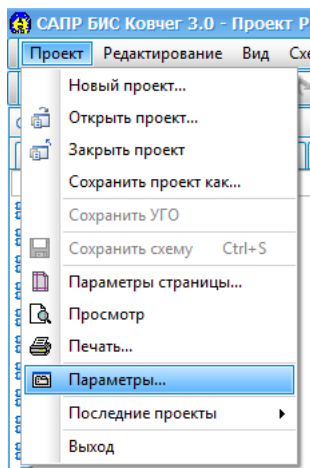 САПР БИС Ковчег 3.0 - Проект P
Проект Редактирование Вид Схе
Новый проект...
Открыть проект...
Закрыть проект
Сохранить проект как...
Сохранить УГО
Сохранить схему Ctrl+S
Параметры страницы...
Просмотр
Печать...
Параметры...
Последние проекты
Выход